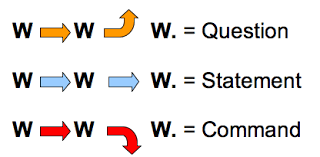 W W W. = Question
W W W. = Statement
W W W. = Command